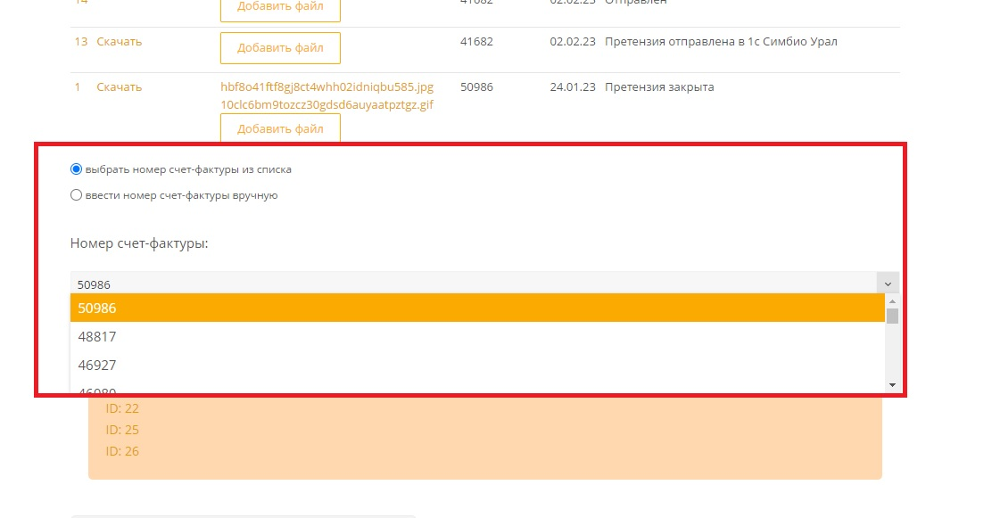 14 Добавить файл 41682 02.02.23 Отправлен
13 Скачать Добавить файл 41682 02.02.23 Претензия отправлена в 1с Симбио Урал
1 Скачать hbf8o41ftf8gj8ct4whh02idniqbu585.jpg 50986 24.01.23 Претензия закрыта
10clc6bm9tozcz30gdsd6auyaatpztgz.gif
Добавить файл
выбрать номер счет-фактуры из списка
ввести номер счет-фактуры вручную
Номер счет-фактуры:
50986
50986
48817
46927
46989
ID: 22
ID: 25
ID: 26